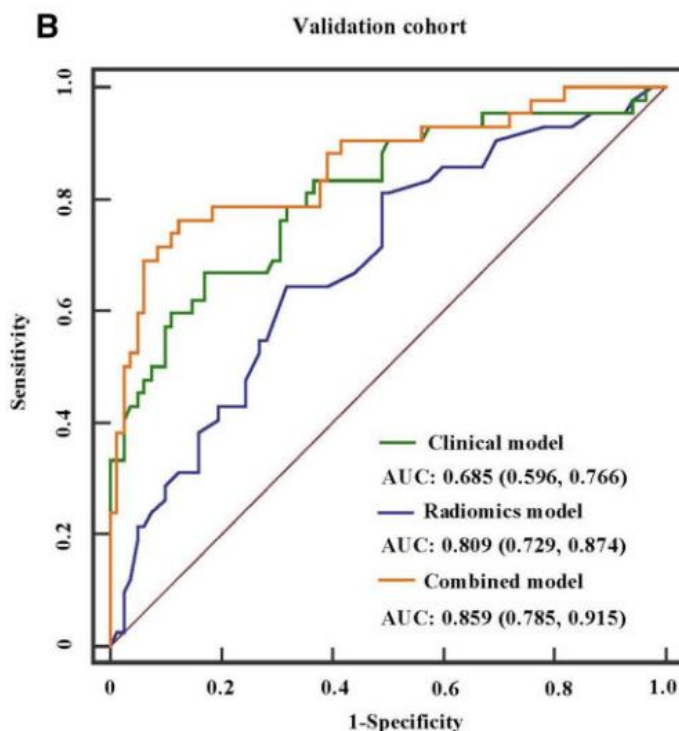 B
Validation cohort
1.0
0.8
0.6
0.4
0.2
0
Sensitivity
Clinical model
AUC: 0.685 (0.596, 0.766)
Radiomics model
AUC: 0.809 (0.729, 0.874)
Combined model
AUC: 0.859 (0.785, 0.915)
0 0.2 0.4 0.6 0.8 1.0
1-Specificity